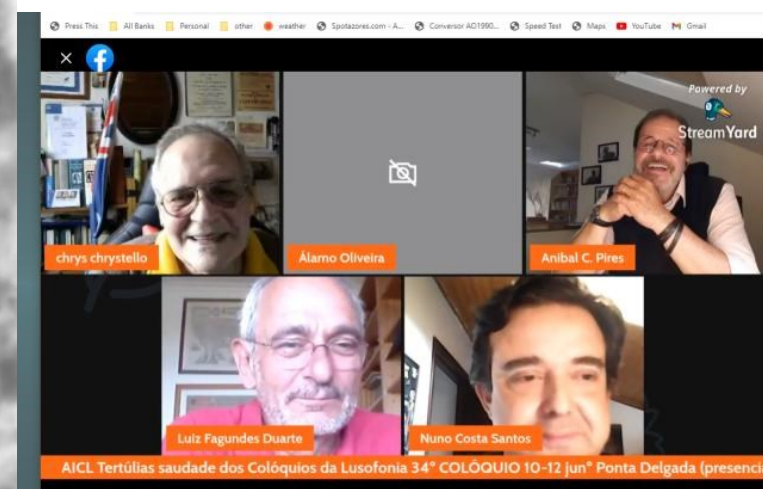 Press This All Banks Personal other weather Spotazores.com - A... Conversor AO1990... Speed Test Maps YouTube Gmail
Powered by
StreamYard
chrys chrystello
Álamo Oliveira
Anibal C. Pires
Luiz Fagundes Duarte
Nuno Costa Santos
AICL Tertúlias saudade dos Colóquios da Lusofonia 34º COLÓQUIO 10-12 junº Ponta Delgada (presencia